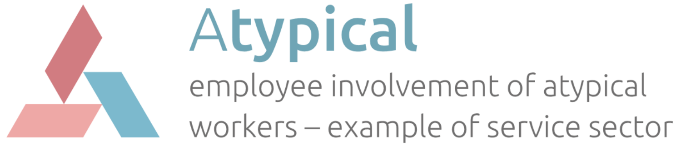 Atypical
employee involvement of atypical
workers – example of service sector